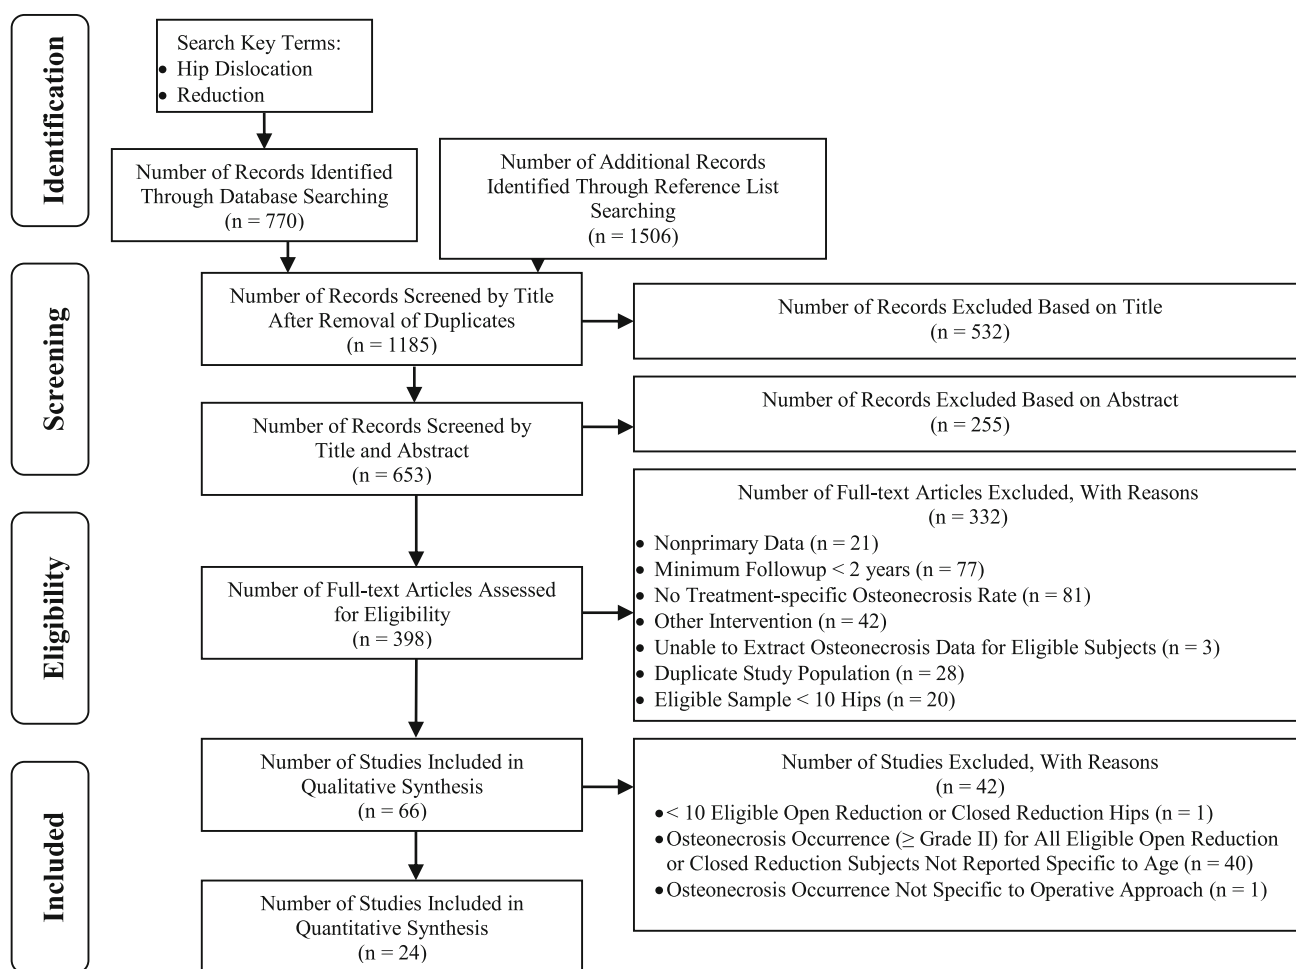 Identification
Search Key Terms:
• Hip Dislocation
• Reduction
Number of Records Identified
Through Database Searching
(n = 770)
Number of Additional Records
Identified Through Reference List
Searching
(n = 1506)
Screening
Number of Records Screened by Title
After Removal of Duplicates
(n = 1185)
Number of Records Excluded Based on Title
(n = 532)
Number of Records Screened by
Title and Abstract
(n = 653)
Number of Records Excluded Based on Abstract
(n = 255)
Eligibility
Number of Full-text Articles Assessed
for Eligibility
(n = 398)
Number of Full-text Articles Excluded, With Reasons
(n = 332)
• Nonprimary Data (n = 21)
• Minimum Followup < 2 years (n = 77)
• No Treatment-specific Osteonecrosis Rate (n = 81)
• Other Intervention (n = 42)
• Unable to Extract Osteonecrosis Data for Eligible Subjects (n = 3)
• Duplicate Study Population (n = 28)
• Eligible Sample < 10 Hips (n = 20)
Included
Number of Studies Included in
Qualitative Synthesis
(n = 66)
Number of Studies Excluded, With Reasons
(n = 42)
• < 10 Eligible Open Reduction or Closed Reduction Hips (n = 1)
• Osteonecrosis Occurrence (≥ Grade II) for All Eligible Open Reduction
or Closed Reduction Subjects Not Reported Specific to Age (n = 40)
• Osteonecrosis Occurrence Not Specific to Operative Approach (n = 1)
Number of Studies Included in
Quantitative Synthesis
(n = 24)